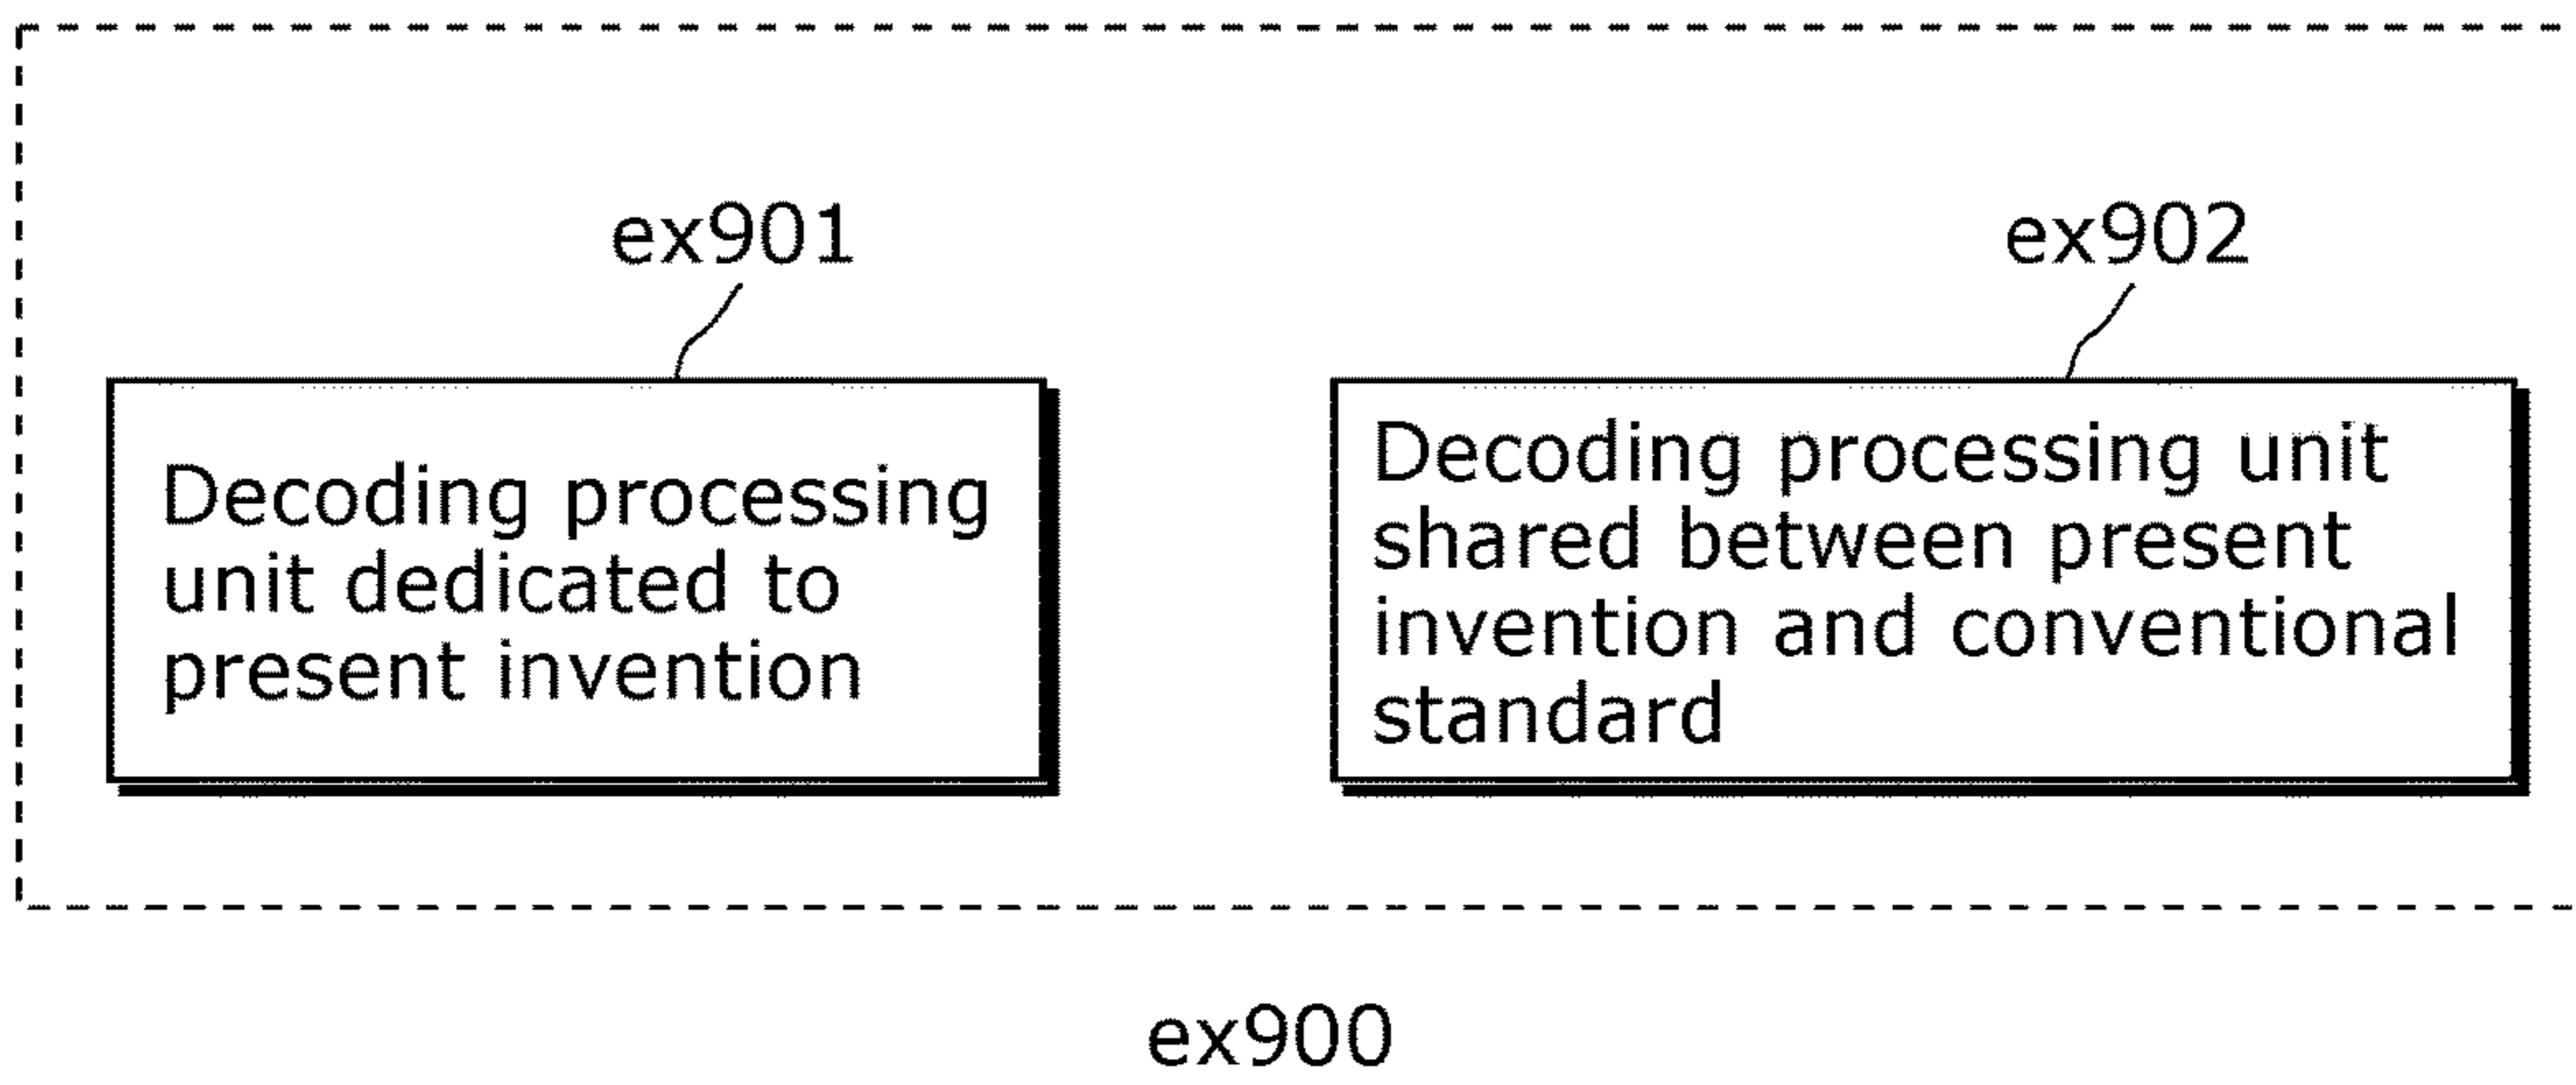 ex901
Decoding processing
unit dedicated to
present invention
ex902
Decoding processing unit
shared between present
invention and conventional
standard
ex900